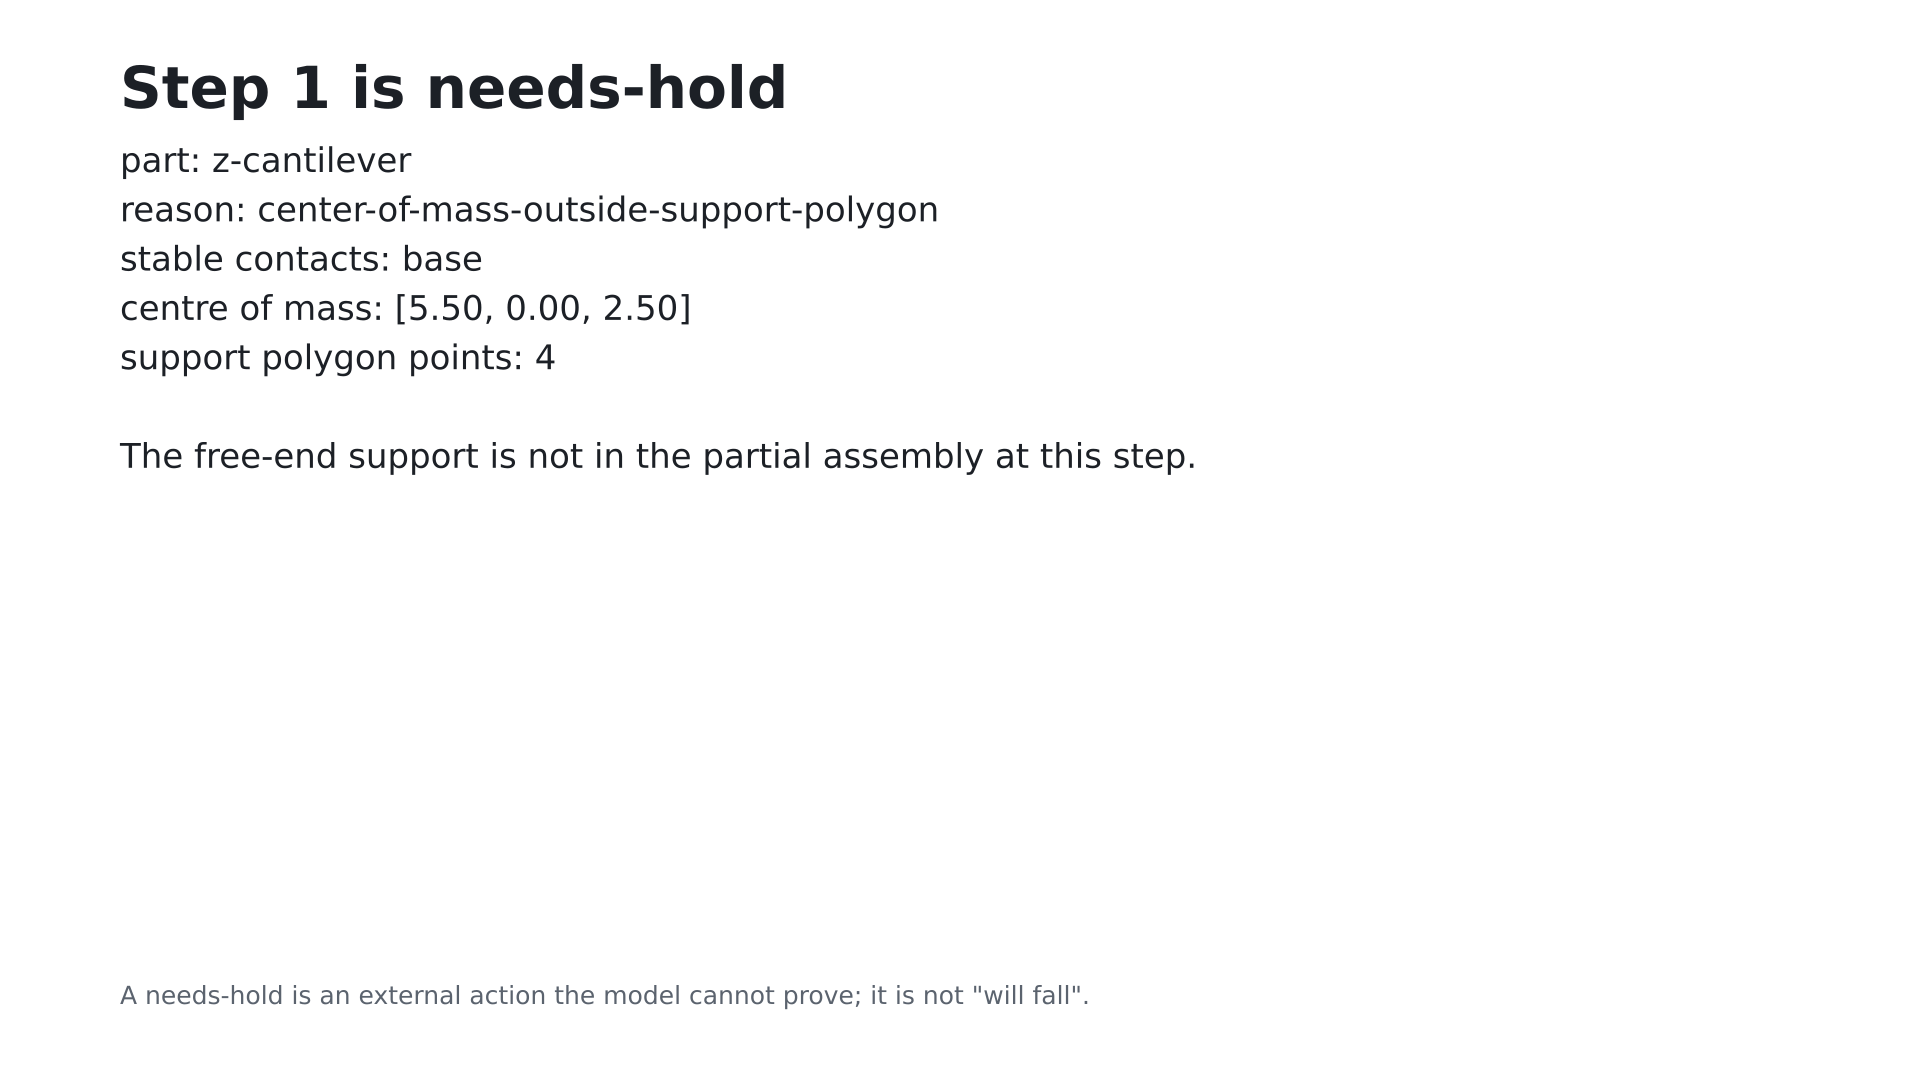 Step 1 is needs-hold
part: z-cantilever
reason: center-of-mass-outside-support-polygon
stable contacts: base
centre of mass: [5.50, 0.00, 2.50]
support polygon points: 4
The free-end support is not in the partial assembly at this step.
A needs-hold is an external action the model cannot prove; it is not "will fall".